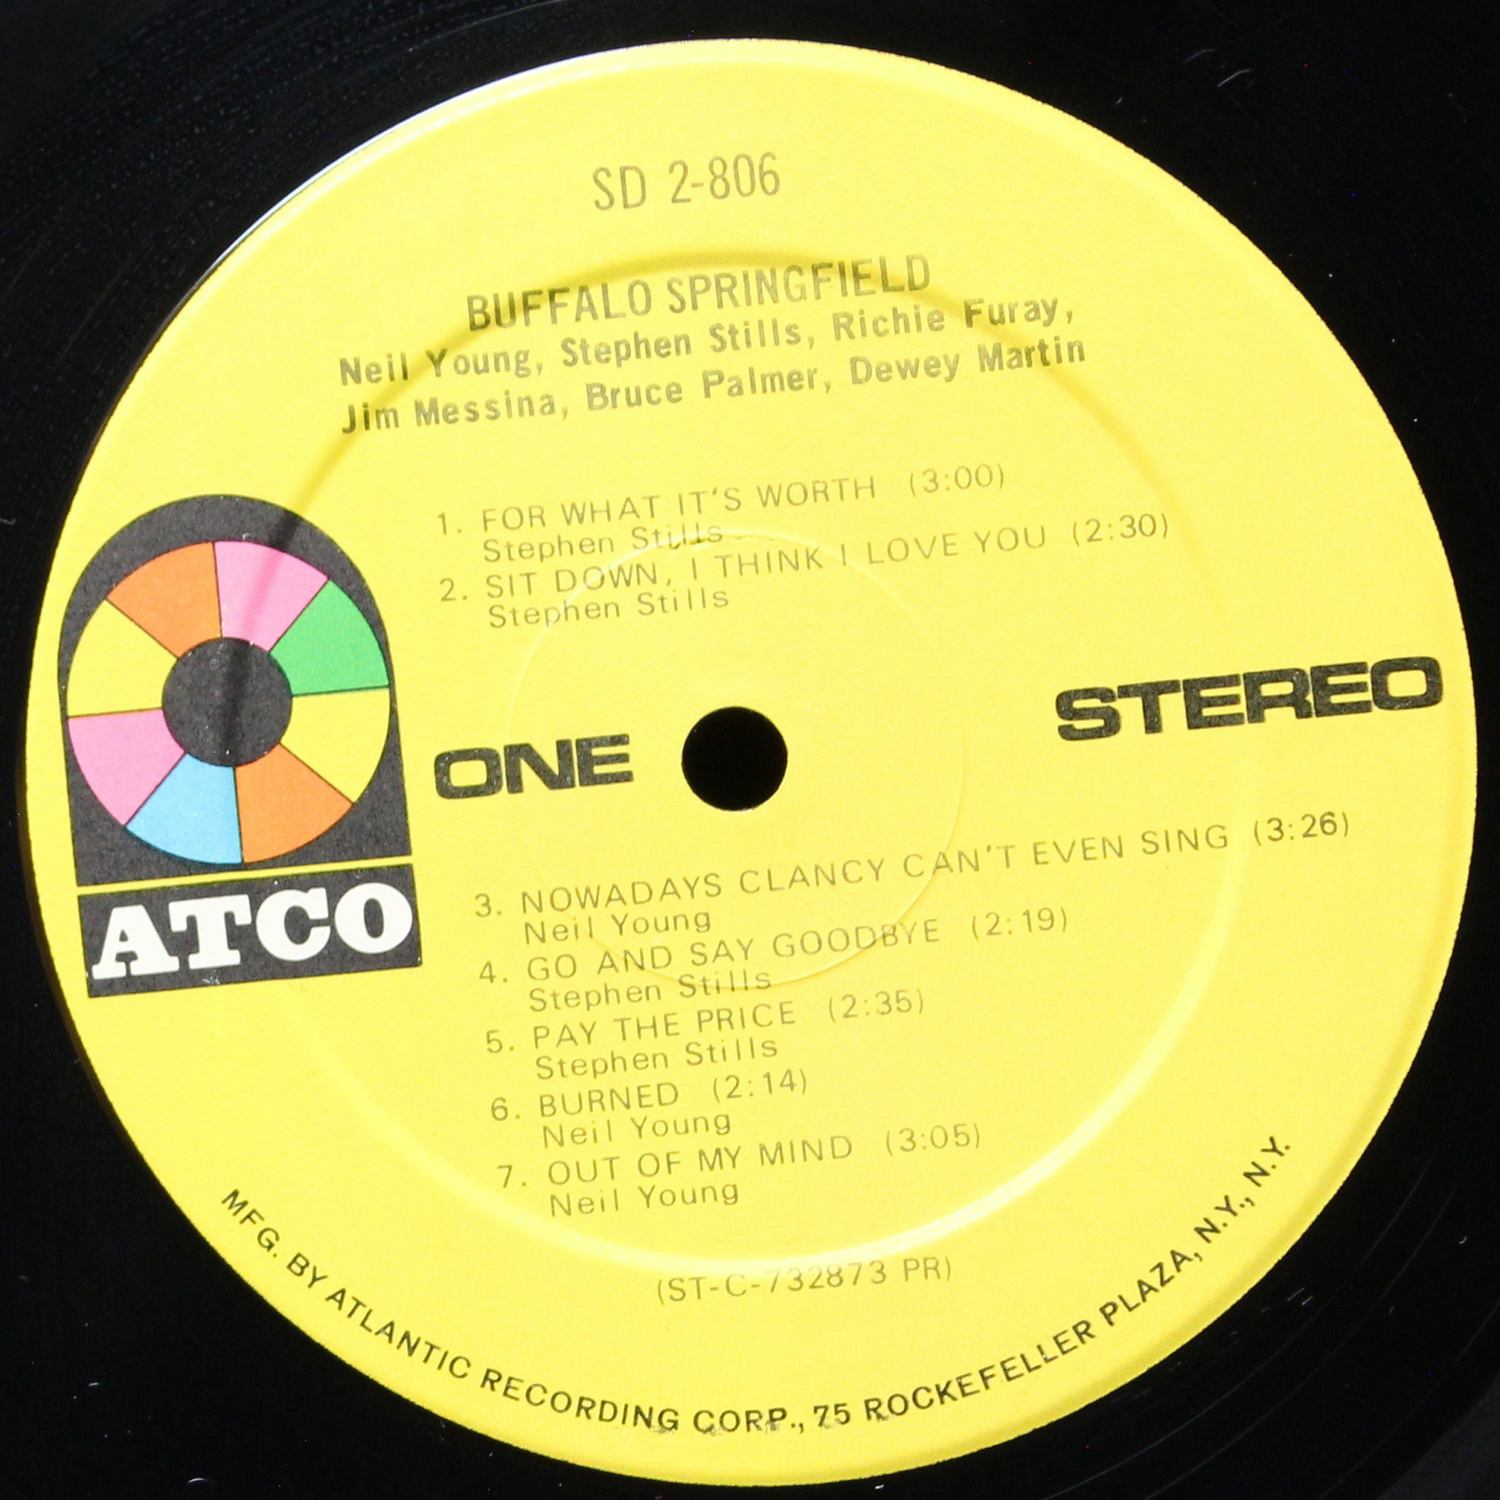 SD 2-806
BUFFALO SPRINGFIELD
Neil Young, Stephen Stills, Richie Furay,
Jim Messina, Bruce Palmer, Dewey Martin
1. FOR WHAT IT'S WORTH (3:00)
Stephen Stills
2. SIT DOWN, I THINK I LOVE YOU (2:30)
Stephen Stills
ONE
STEREO
ATCO
3. NOWADAYS CLANCY CAN'T EVEN SING (3:26)
Neil Young
4. GO AND SAY GOODBYE (2:19)
Stephen Stills
5. PAY THE PRICE (2:35)
Stephen Stills
6. BURNED (2:14)
Neil Young
7. OUT OF MY MIND (3:05)
Neil Young
(ST-C-732873 PR)
MFG. BY ATLANTIC RECORDING CORP., 75 ROCKEFELLER PLAZA, N.Y., N.Y.